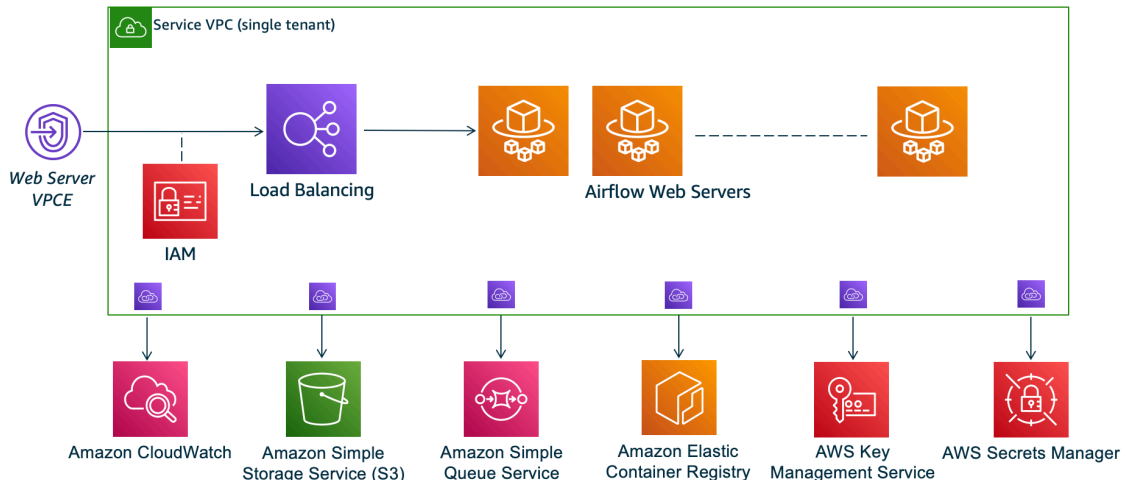 Service VPC (single tenant)
Web Server
VPCE
Load Balancing
Airflow Web Servers
IAM
Amazon CloudWatch
Amazon Simple
Storage Service (S3)
Amazon Simple
Queue Service
Amazon Elastic
Container Registry
AWS Key
Management Service
AWS Secrets Manager